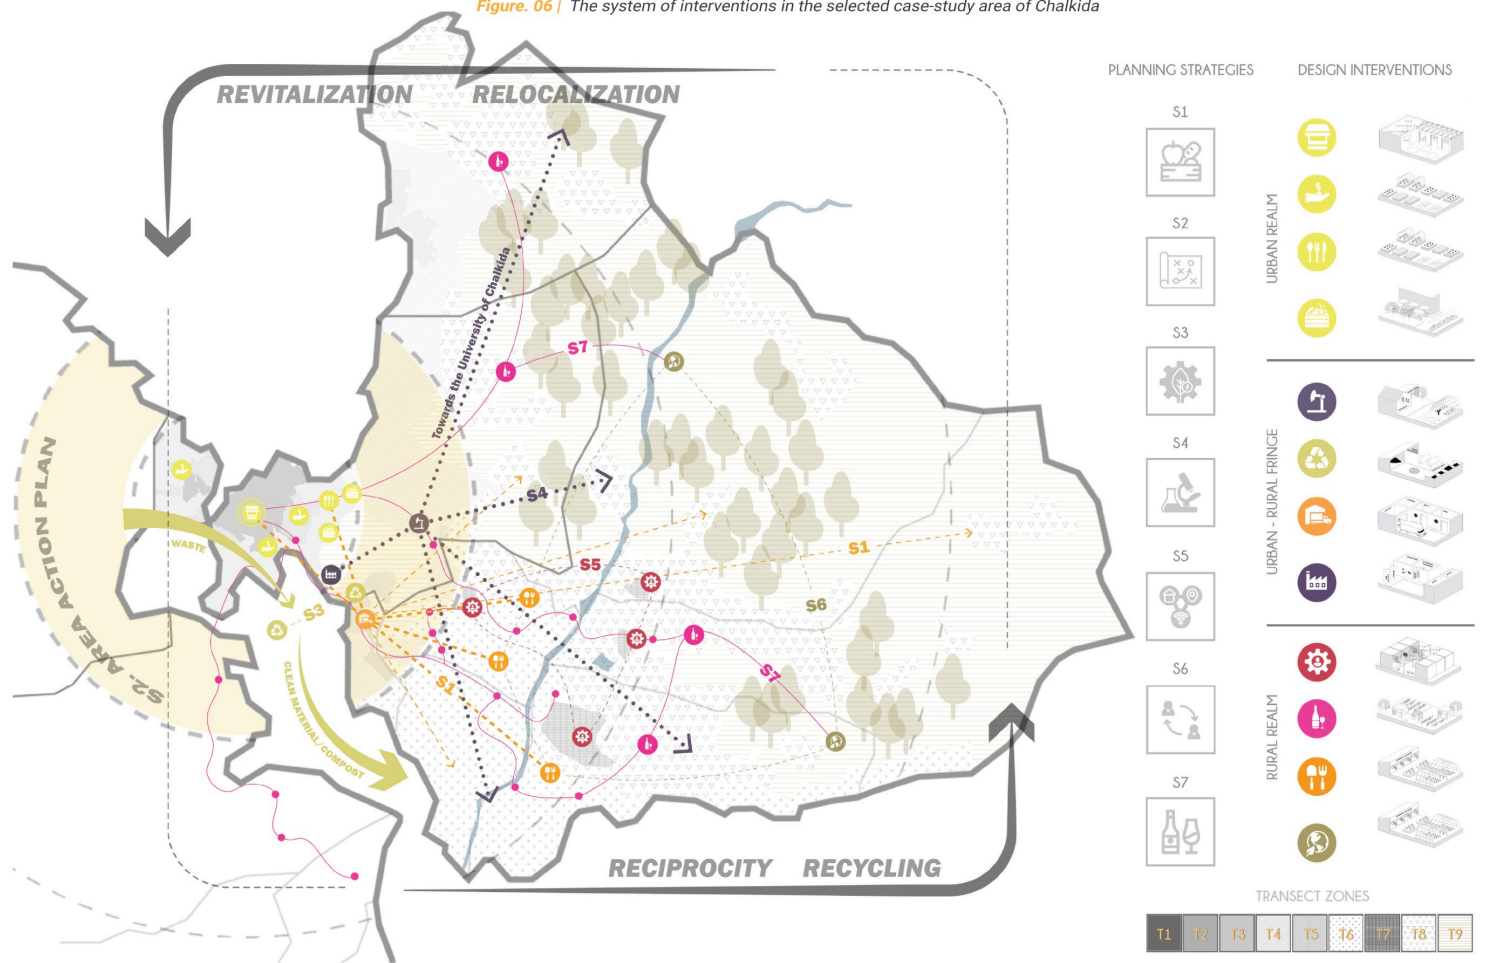 Figure. 06 | The system of interventions in the selected case-study area of Chalkida
REVITALIZATION RELOCALIZATION
Towards the University of Chalkida
S7
S4
S1
S5
S6
S7
S1
S3
WASTE
CLEAN MATERIAL/COMPOST
S2. AREA ACTION PLAN
RECIPROCITY RECYCLING
PLANNING STRATEGIES
S1
S2
S3
S4
S5
S6
S7
DESIGN INTERVENTIONS
URBAN REALM
URBAN - RURAL FRINGE
RURAL REALM
TRANSECT ZONES
T1 T2 T3 T4 T5 T6 T7 T8 T9